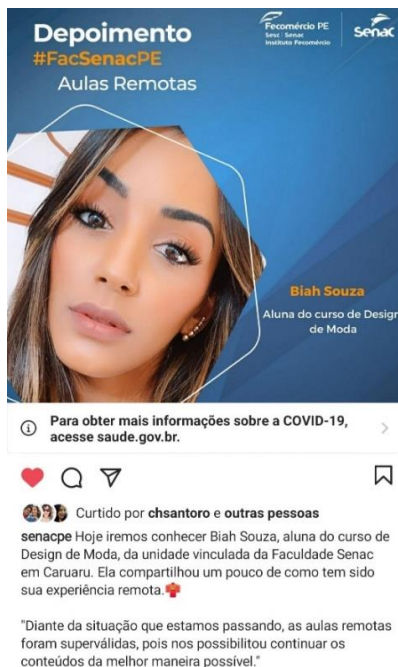 Depoimento
#FacSenacPE
Aulas Remotas
Fecomércio PE
Sesc · Senac
Instituto Fecomércio
Senac
Biah Souza
Aluna do curso de Design
de Moda
Para obter mais informações sobre a COVID-19,
acesse saude.gov.br.
Curtido por chsantoro e outras pessoas
senacpe Hoje iremos conhecer Biah Souza, aluna do curso de
Design de Moda, da unidade vinculada da Faculdade Senac
em Caruaru. Ela compartilhou um pouco de como tem sido
sua experiência remota.
"Diante da situação que estamos passando, as aulas remotas
foram superválidas, pois nos possibilitou continuar os
conteúdos da melhor maneira possível."